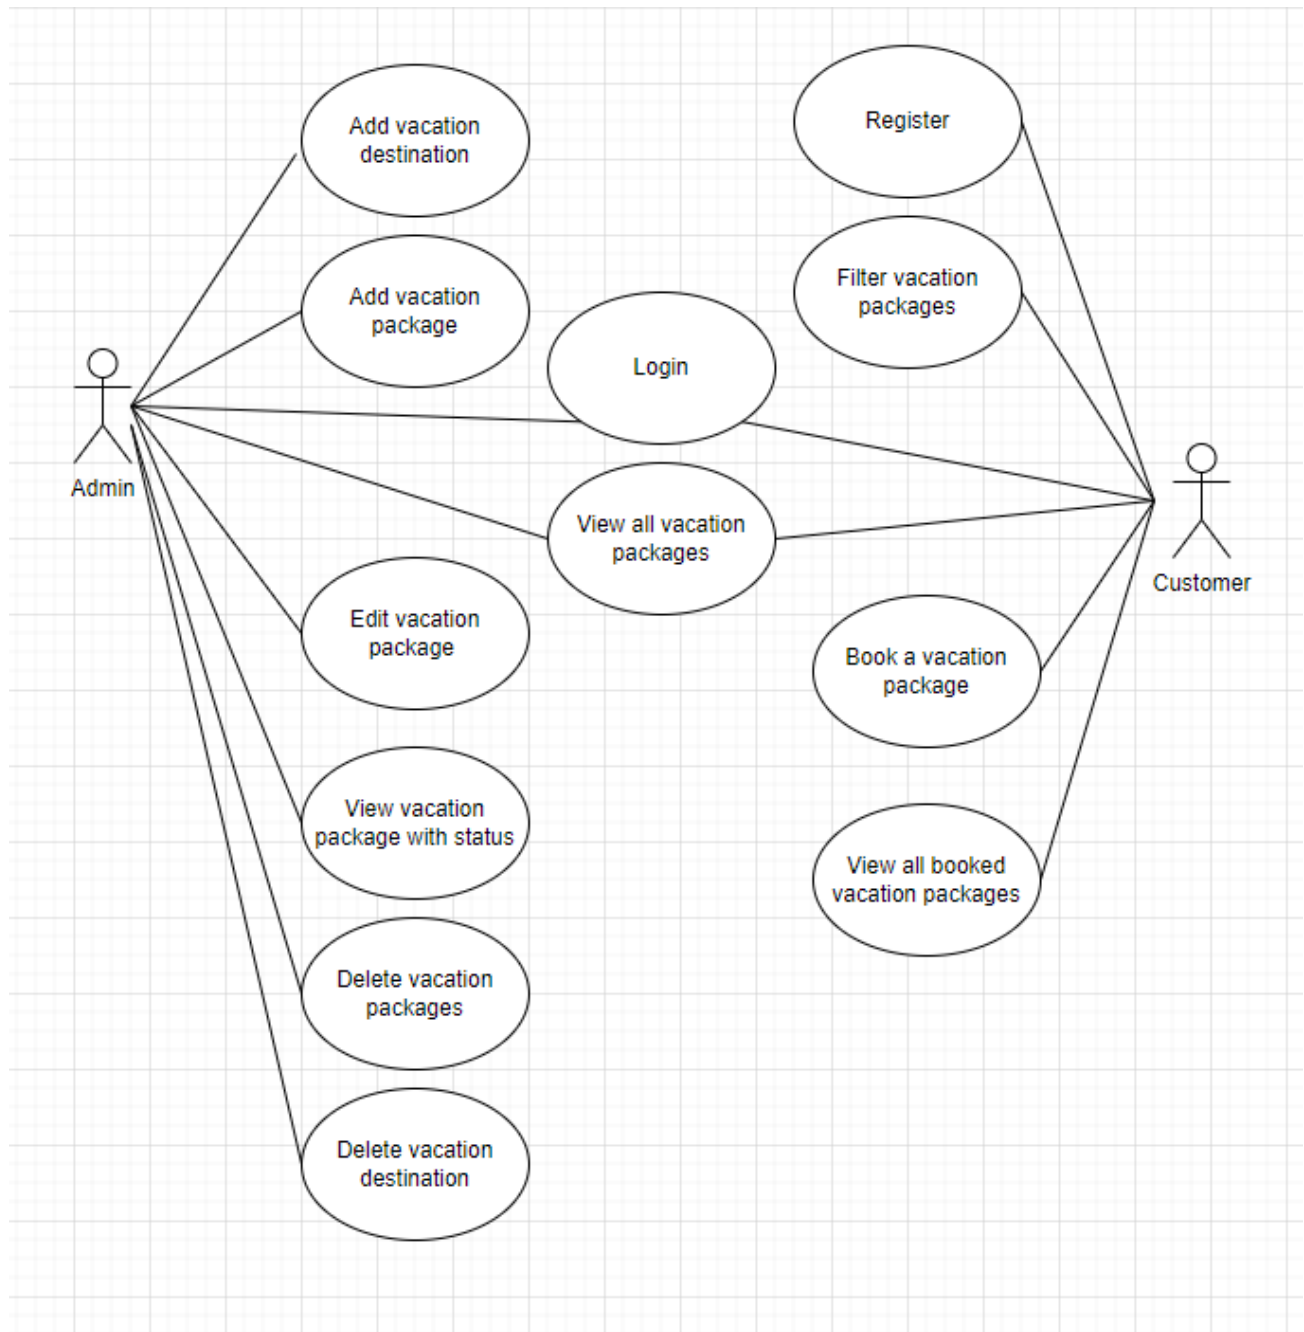 Add vacation
destination
Register
Add vacation
package
Filter vacation
packages
Login
Admin
View all vacation
packages
Customer
Edit vacation
package
Book a vacation
package
View vacation
package with status
View all booked
vacation packages
Delete vacation
packages
Delete vacation
destination